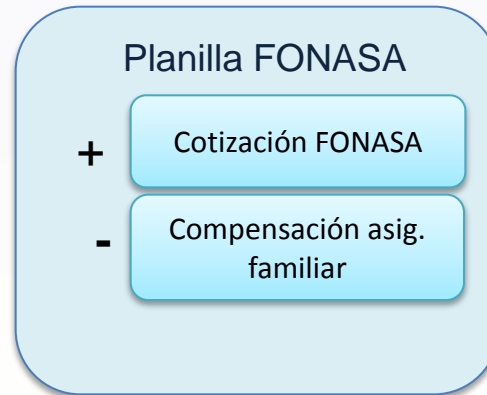 Planilla FONASA
+ Cotización FONASA
- Compensación asig.
familiar